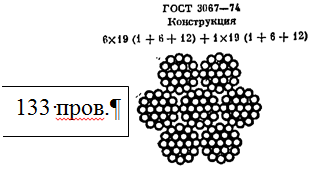 ГОСТ 3067—74
Конструкция
6×19 (1 + 6 + 12) + 1×19 (1 + 6 + 12)
133·пров.¶